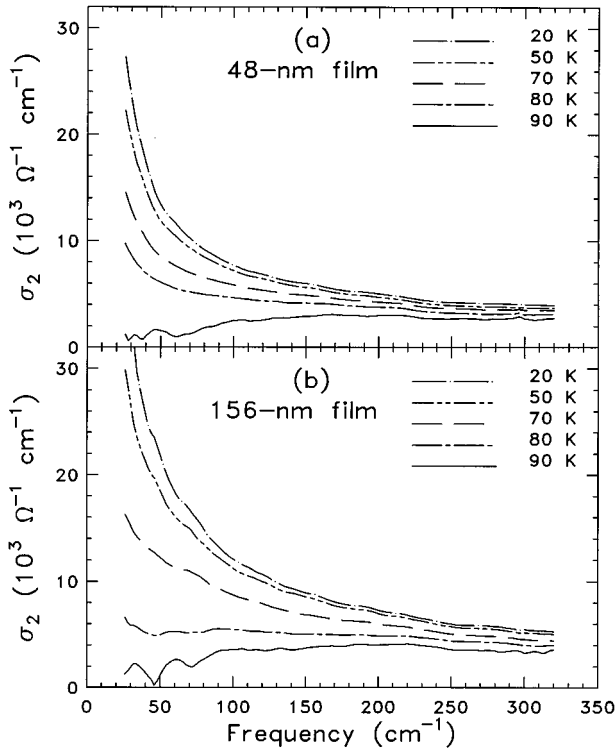 30
20
10
0
σ₂ (10³ Ω⁻¹ cm⁻¹)
(a)
48-nm film
20 K
50 K
70 K
80 K
90 K
30
20
10
0
σ₂ (10³ Ω⁻¹ cm⁻¹)
(b)
156-nm film
20 K
50 K
70 K
80 K
90 K
0 50 100 150 200 250 300 350
Frequency (cm⁻¹)